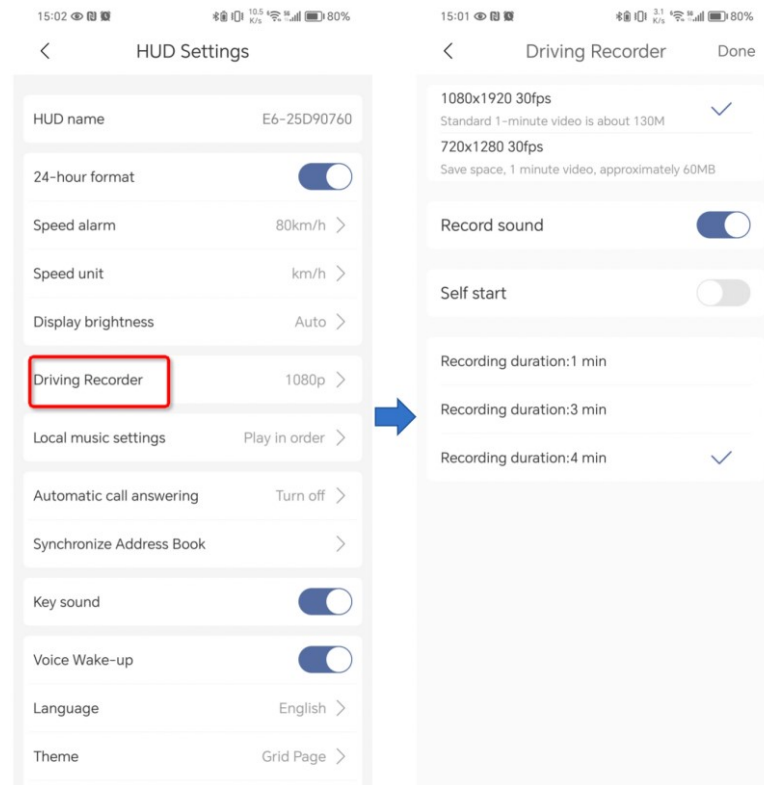 15:02 10.5 K/s 80%
HUD Settings
HUD name E6-25D90760
24-hour format
Speed alarm 80km/h
Speed unit km/h
Display brightness Auto
Driving Recorder 1080p
Local music settings Play in order
Automatic call answering Turn off
Synchronize Address Book
Key sound
Voice Wake-up
Language English
Theme Grid Page
15:01 3.1 K/s 80%
Driving Recorder Done
1080x1920 30fps
Standard 1-minute video is about 130M
720x1280 30fps
Save space, 1 minute video, approximately 60MB
Record sound
Self start
Recording duration:1 min
Recording duration:3 min
Recording duration:4 min